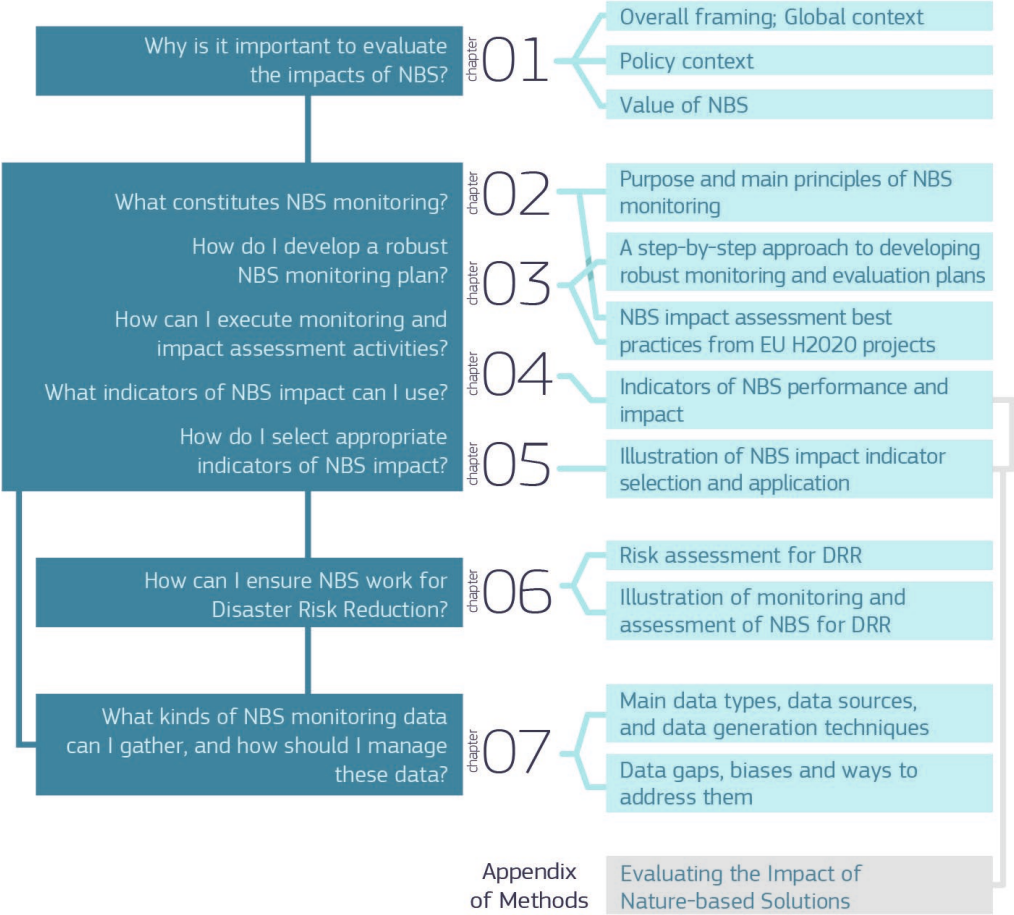 Why is it important to evaluate
the impacts of NBS?
chapter
01
Overall framing; Global context
Policy context
Value of NBS
What constitutes NBS monitoring?
How do I develop a robust
NBS monitoring plan?
How can I execute monitoring and
impact assessment activities?
What indicators of NBS impact can I use?
How do I select appropriate
indicators of NBS impact?
chapter
02
Purpose and main principles of NBS
monitoring
chapter
03
A step-by-step approach to developing
robust monitoring and evaluation plans
NBS impact assessment best
practices from EU H2020 projects
chapter
04
Indicators of NBS performance and
impact
chapter
05
Illustration of NBS impact indicator
selection and application
How can I ensure NBS work for
Disaster Risk Reduction?
chapter
06
Risk assessment for DRR
Illustration of monitoring and
assessment of NBS for DRR
What kinds of NBS monitoring data
can I gather, and how should I manage
these data?
chapter
07
Main data types, data sources,
and data generation techniques
Data gaps, biases and ways to
address them
Appendix
of Methods
Evaluating the Impact of
Nature-based Solutions